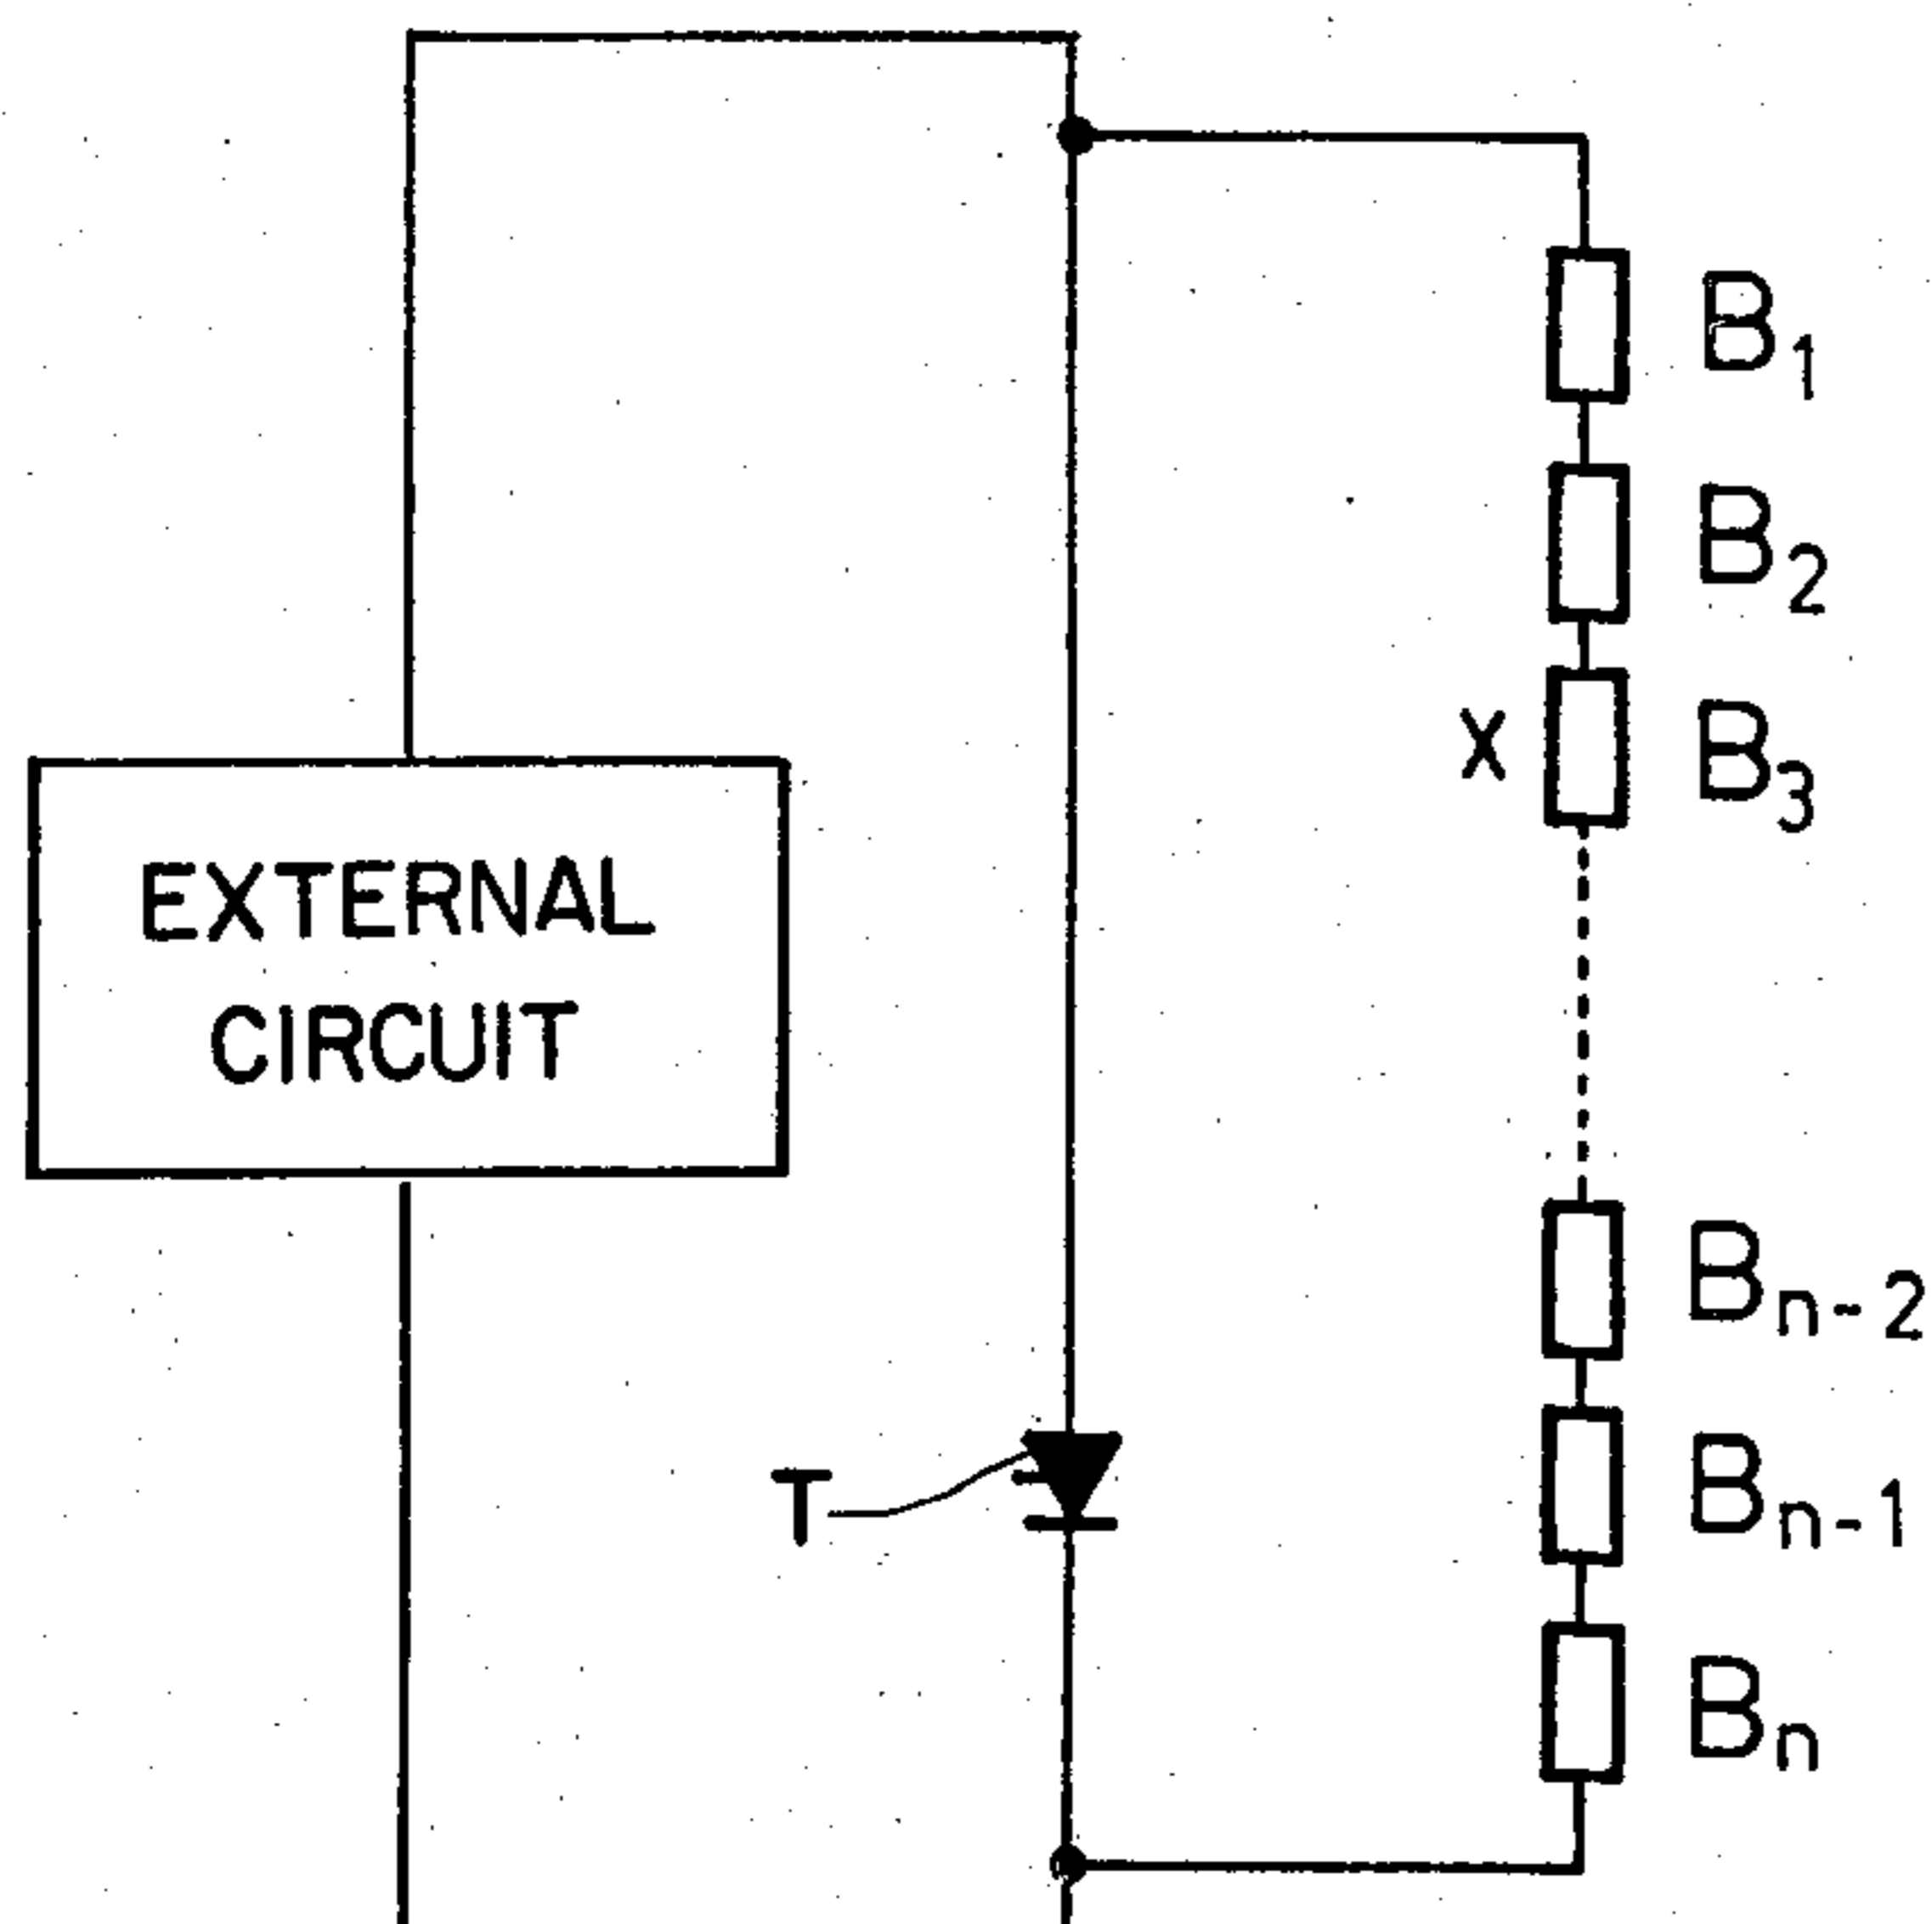 B1
B2
X B3
EXTERNAL
CIRCUIT
Bn-2
T
Bn-1
Bn